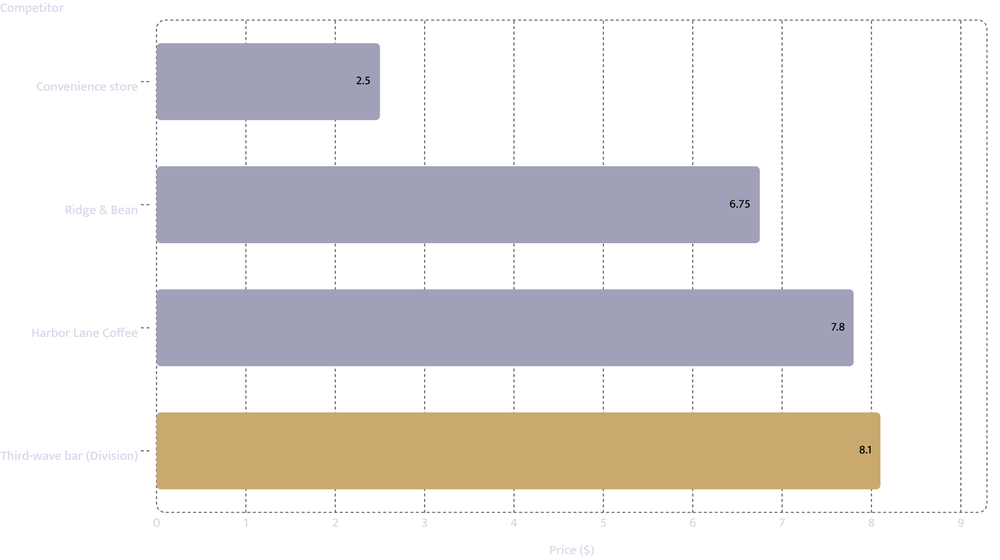 Competitor
Convenience store
2.5
Ridge & Bean
6.75
Harbor Lane Coffee
7.8
Third-wave bar (Division)
8.1
0 1 2 3 4 5 6 7 8 9
Price ($)